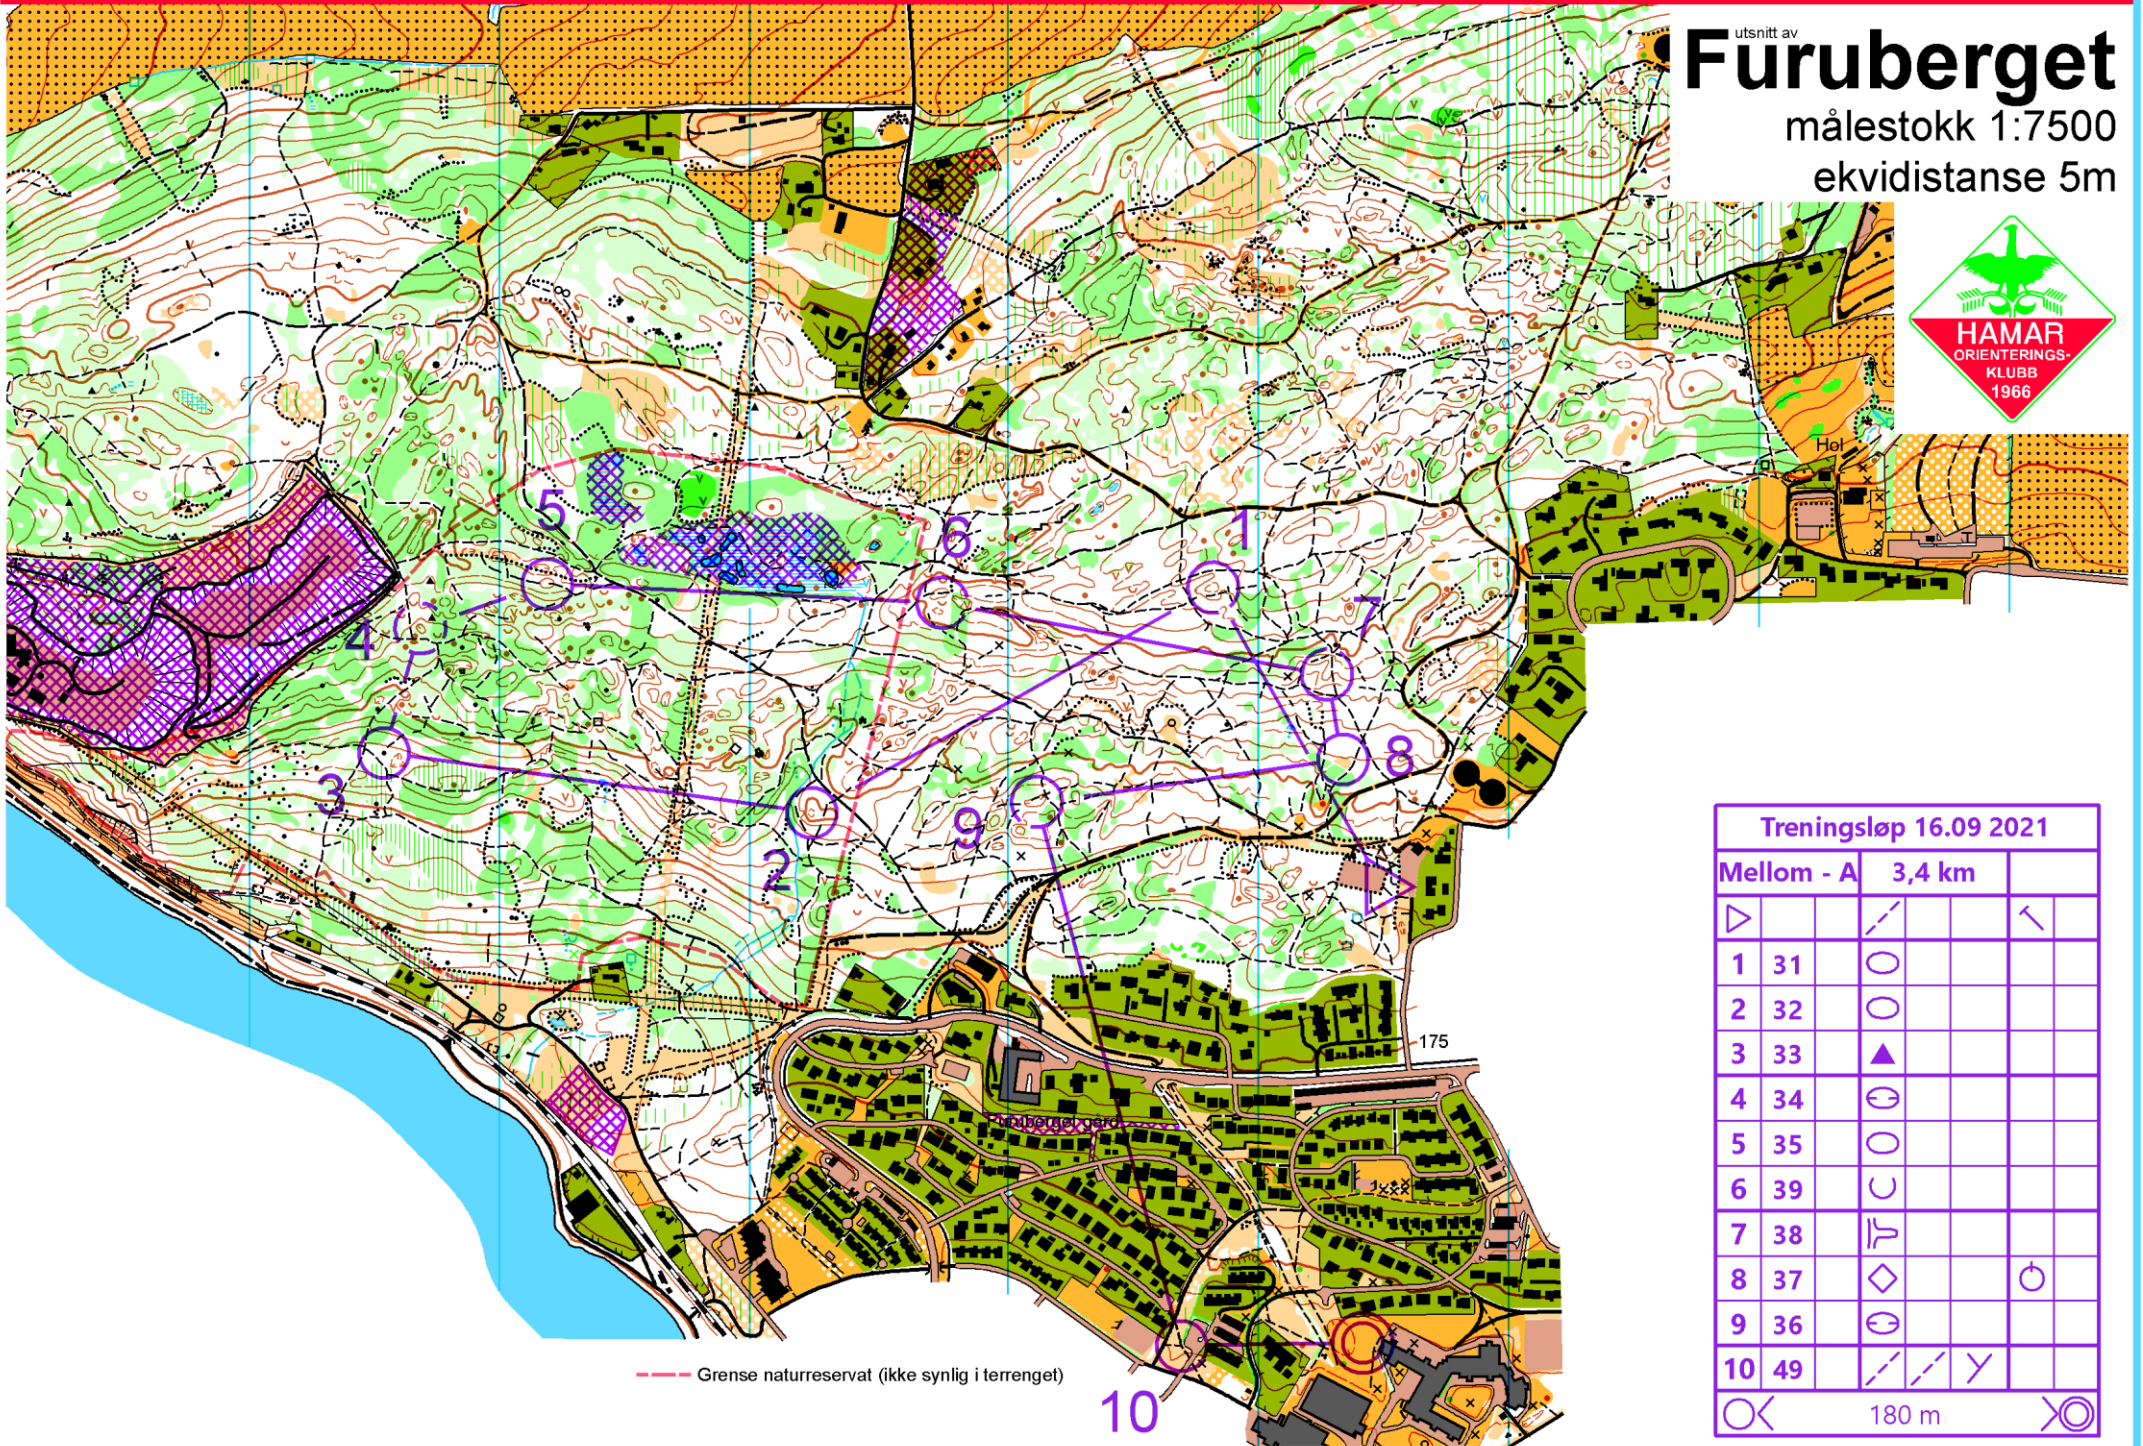 utsnitt av
Furuberget
målestokk 1:7500
ekvidistanse 5m
HAMAR
ORIENTERINGS-
KLUBB
1966
Hol
5
6
1
7
4
3
8
9
2
175
Furuberget gård
10
Grense naturreservat (ikke synlig i terrenget)
Treningsløp 16.09 2021
Mellom - A 3,4 km
1 31
2 32
3 33
4 34
5 35
6 39
7 38
8 37
9 36
10 49
180 m